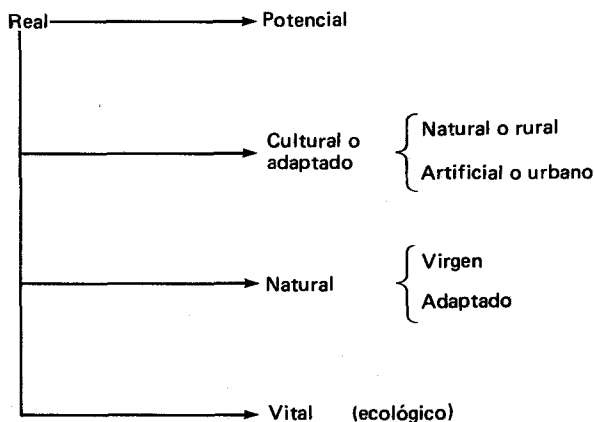 Real Potencial
Cultural o
adaptado
Natural o rural
Artificial o urbano
Natural
Virgen
Adaptado
Vital (ecológico)